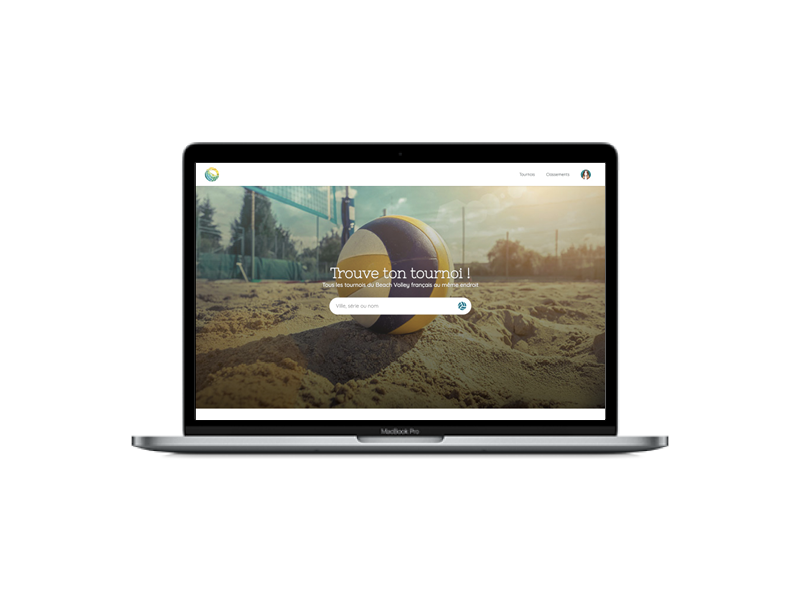 Tournois Classements
Trouve ton tournoi !
Tous les tournois du Beach Volley français au même endroit
Ville, série ou nom
MacBook Pro